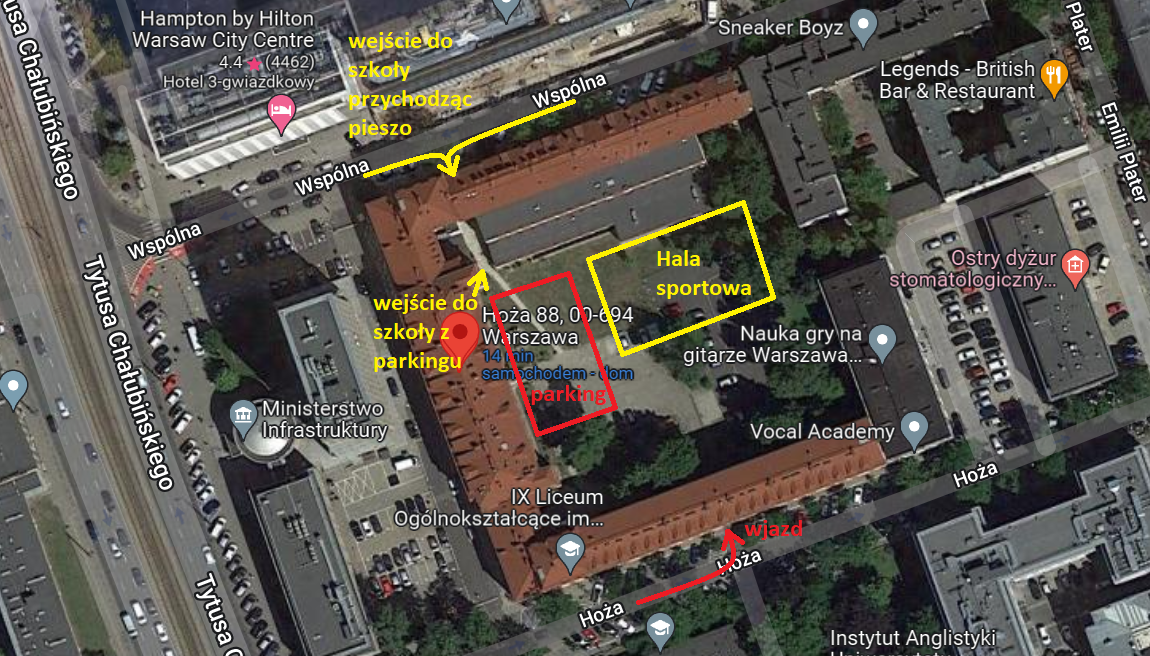 Hampton by Hilton
Warsaw City Centre
4.4 ★ (4462)
Hotel 3-gwiazdkowy
wejście do
szkoły
przychodząc
pieszo
Sneaker Boyz
Plater
Legends - British
Bar & Restaurant
Emilii Plater
Tytusa Chałubińskiego
Wspólna
Wspólna
Wspólna
Tytusa Chałubińskiego
Hala
sportowa
Ostry dyżur
stomatologiczny...
wejście do
szkoły z
parkingu
Hoża 88, 00-694
Warszawa
14 min
samochodem - dom
parking
Nauka gry na
gitarze Warszawa...
Ministerstwo
Infrastruktury
Vocal Academy
Hoża
IX Liceum
Ogólnokształcące im...
wjazd
Hoża
Hoża
Tytusa
Instytut Anglistyki